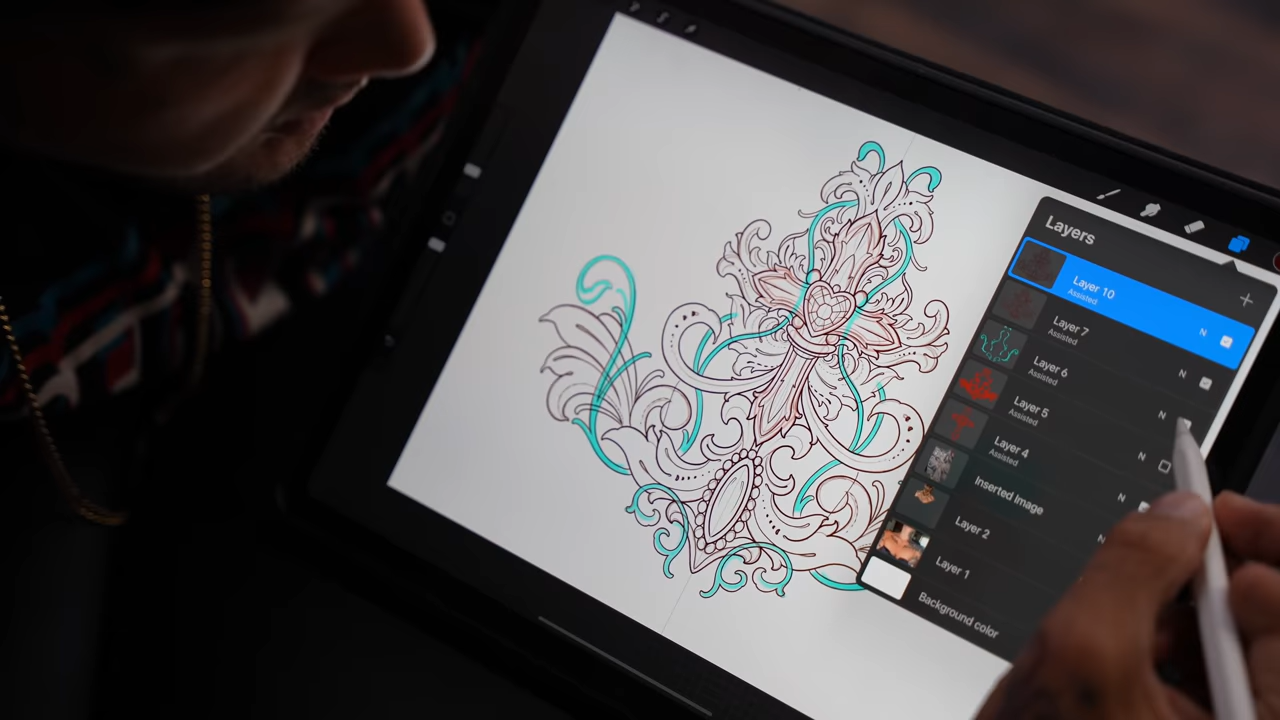 Layers
Layer 10
Assisted
N
Layer 7
Assisted
N
Layer 6
Assisted
N
Layer 5
Assisted
N
Layer 4
Assisted
N
Inserted Image
N
Layer 2
Layer 1
Background color